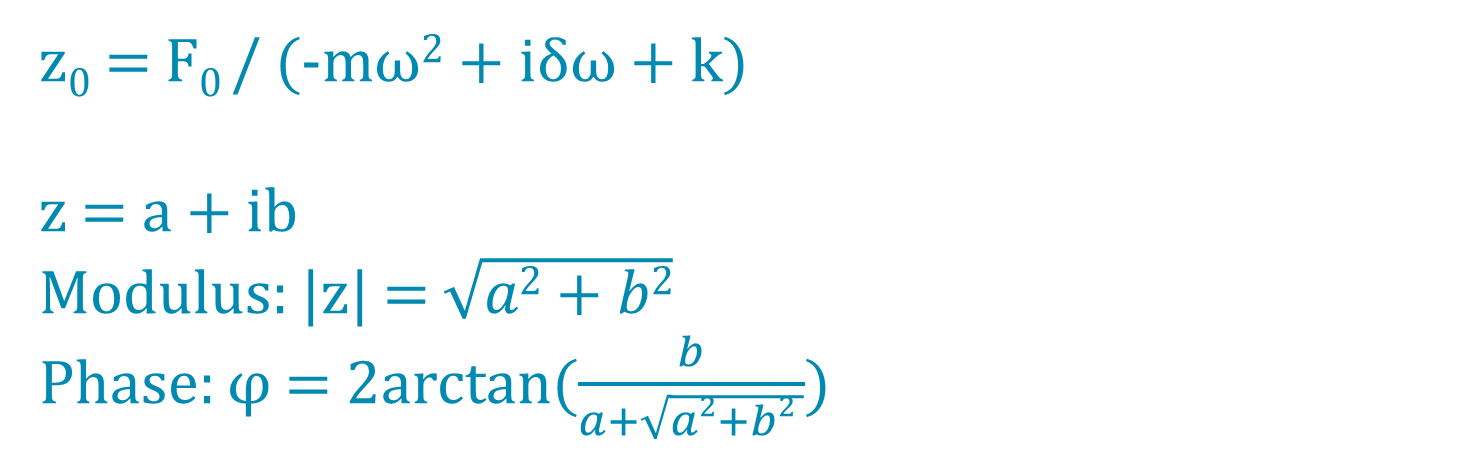 z₀ = F₀ / (-mω² + iδω + k)
z = a + ib
Modulus: |z| = √(a² + b²)
Phase: φ = 2arctan(b/(a+√(a²+b²)))